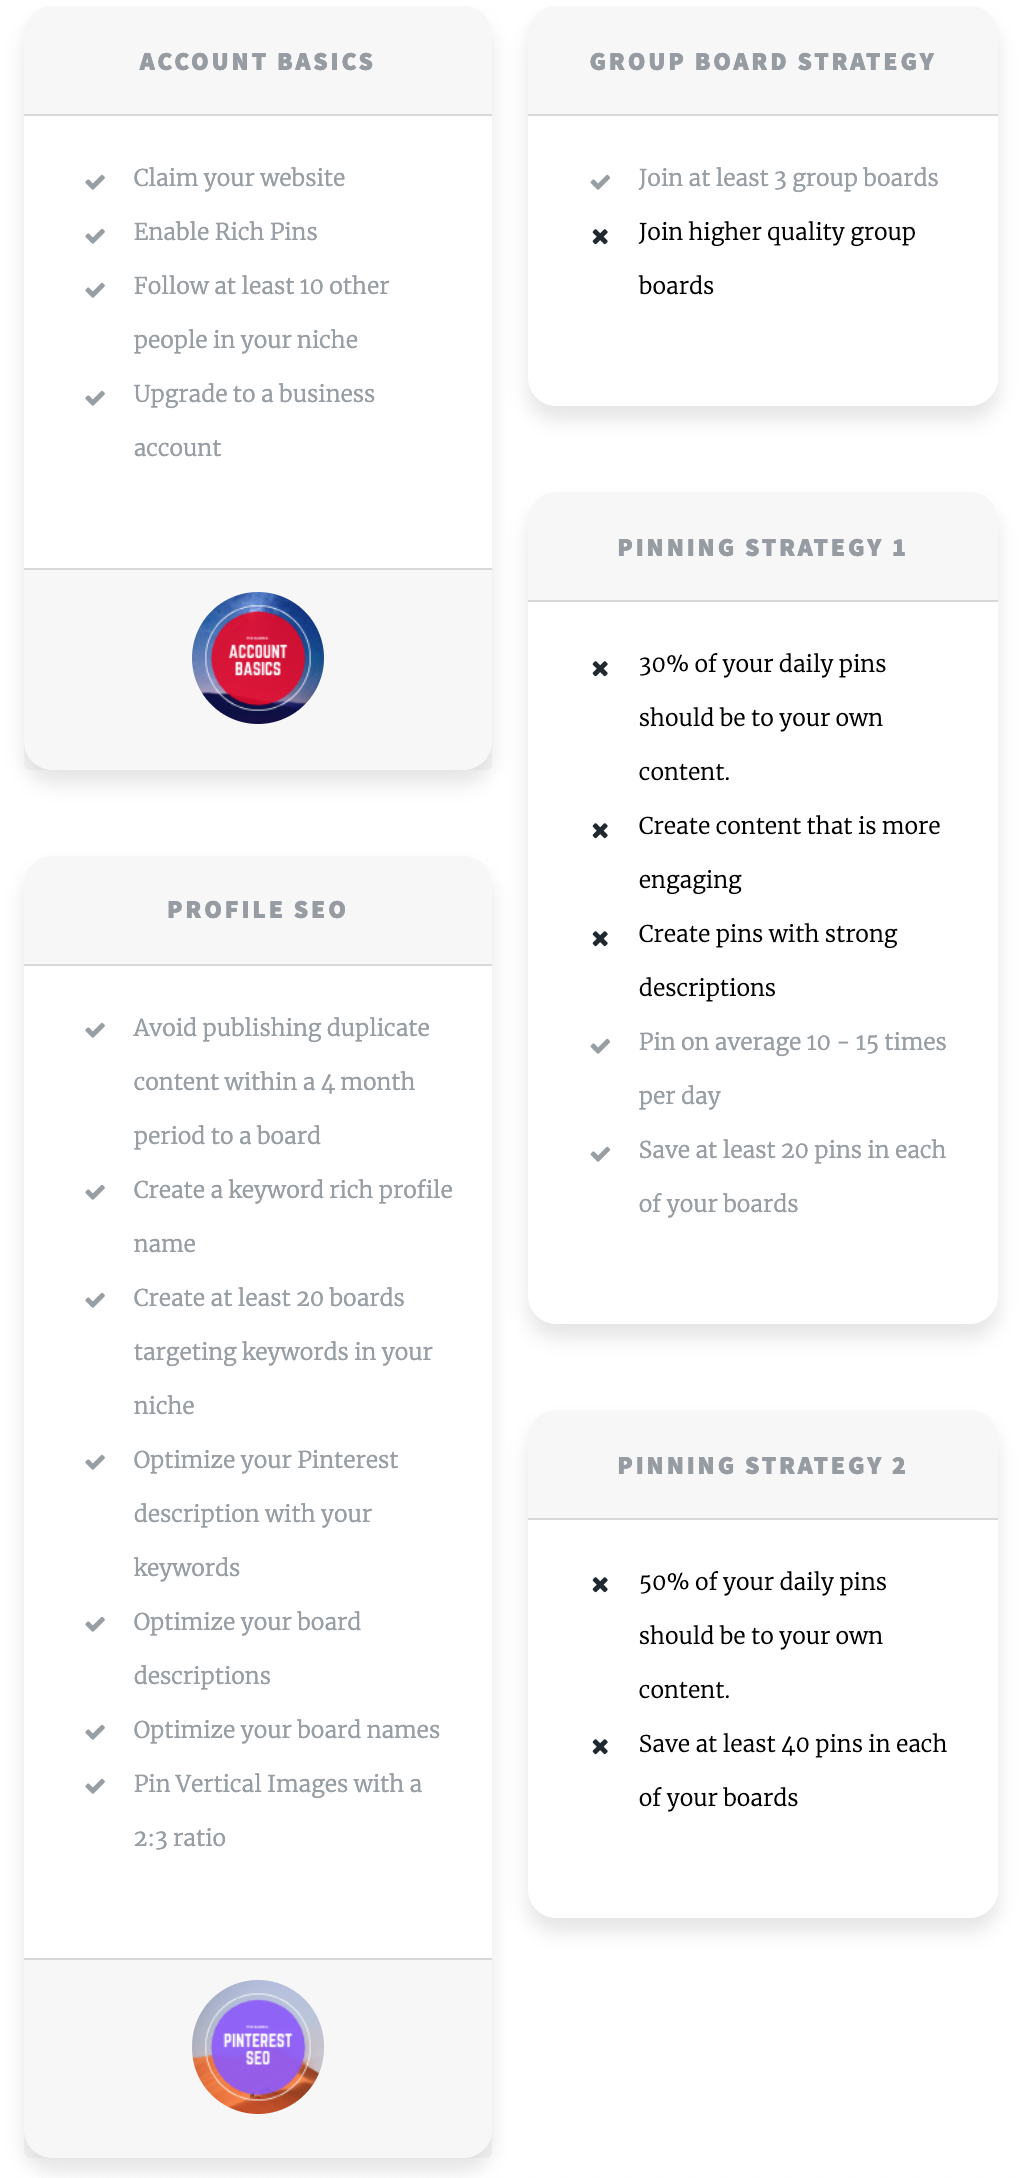 ACCOUNT BASICS
Claim your website
Enable Rich Pins
Follow at least 10 other
people in your niche
Upgrade to a business
account
ACCOUNT
BASICS
PROFILE SEO
Avoid publishing duplicate
content within a 4 month
period to a board
Create a keyword rich profile
name
Create at least 20 boards
targeting keywords in your
niche
Optimize your Pinterest
description with your
keywords
Optimize your board
descriptions
Optimize your board names
Pin Vertical Images with a
2:3 ratio
PINTEREST
SEO
GROUP BOARD STRATEGY
Join at least 3 group boards
Join higher quality group
boards
PINNING STRATEGY 1
30% of your daily pins
should be to your own
content.
Create content that is more
engaging
Create pins with strong
descriptions
Pin on average 10 - 15 times
per day
Save at least 20 pins in each
of your boards
PINNING STRATEGY 2
50% of your daily pins
should be to your own
content.
Save at least 40 pins in each
of your boards